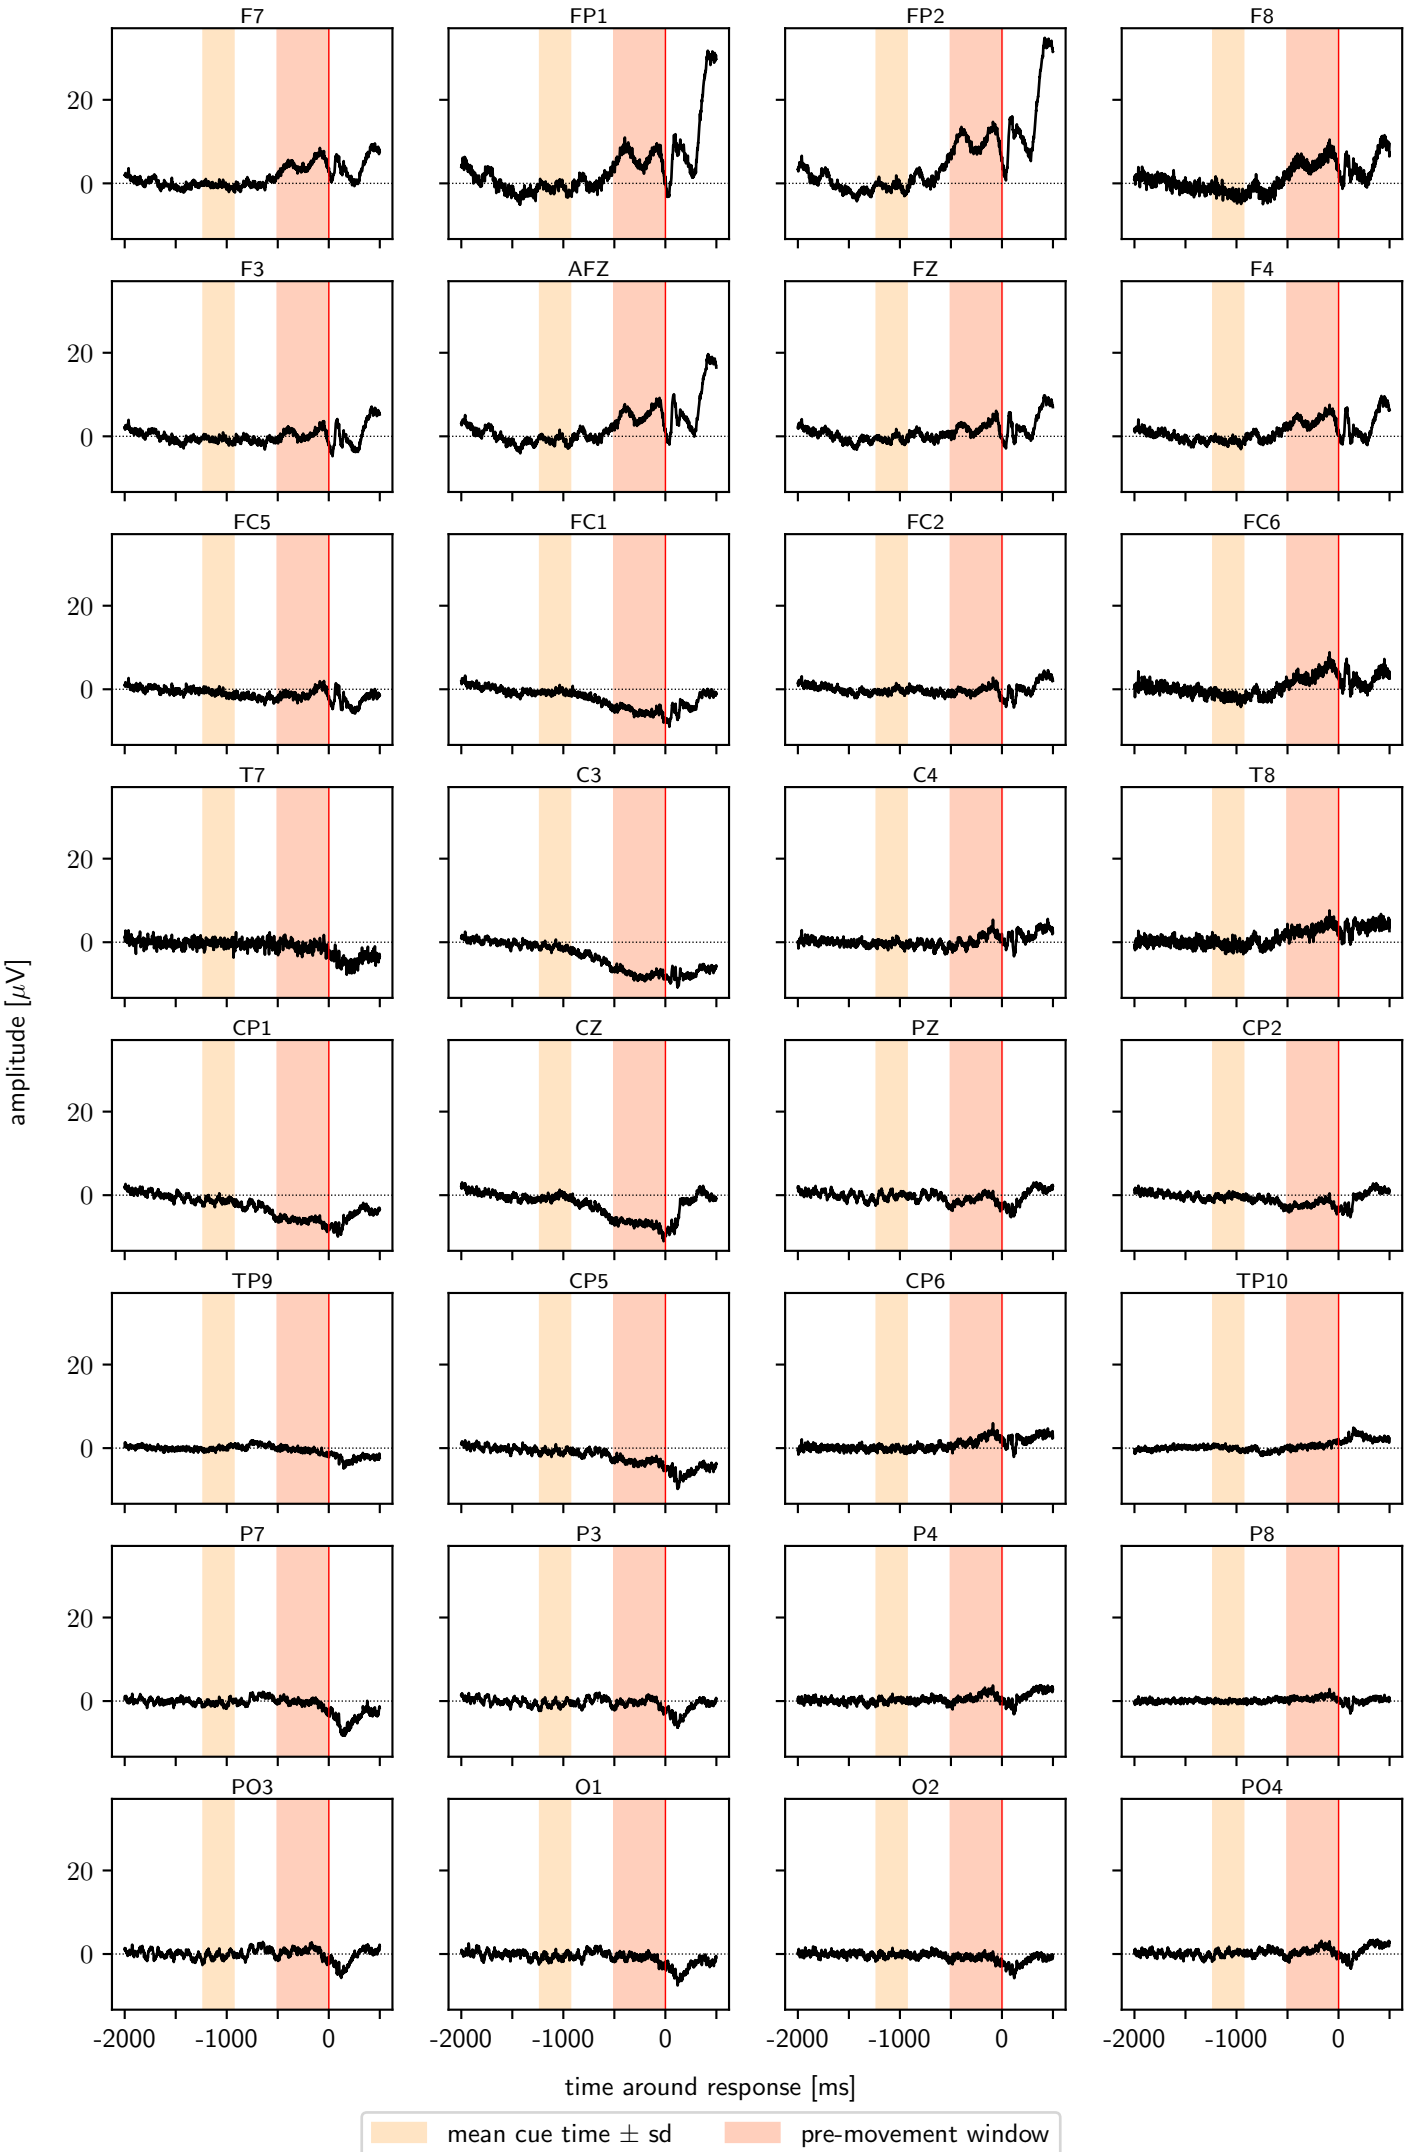 F7 FP1 FP2 F8
20
0
F3 AFZ FZ F4
20
0
FC5 FC1 FC2 FC6
20
0
T7 C3 C4 T8
20
0
CP1 CZ PZ CP2
20
0
TP9 CP5 CP6 TP10
20
0
P7 P3 P4 P8
20
0
PO3 O1 O2 PO4
20
0
-2000 -1000 0 -2000 -1000 0 -2000 -1000 0 -2000 -1000 0
amplitude [μV]
time around response [ms]
mean cue time ± sd pre-movement window